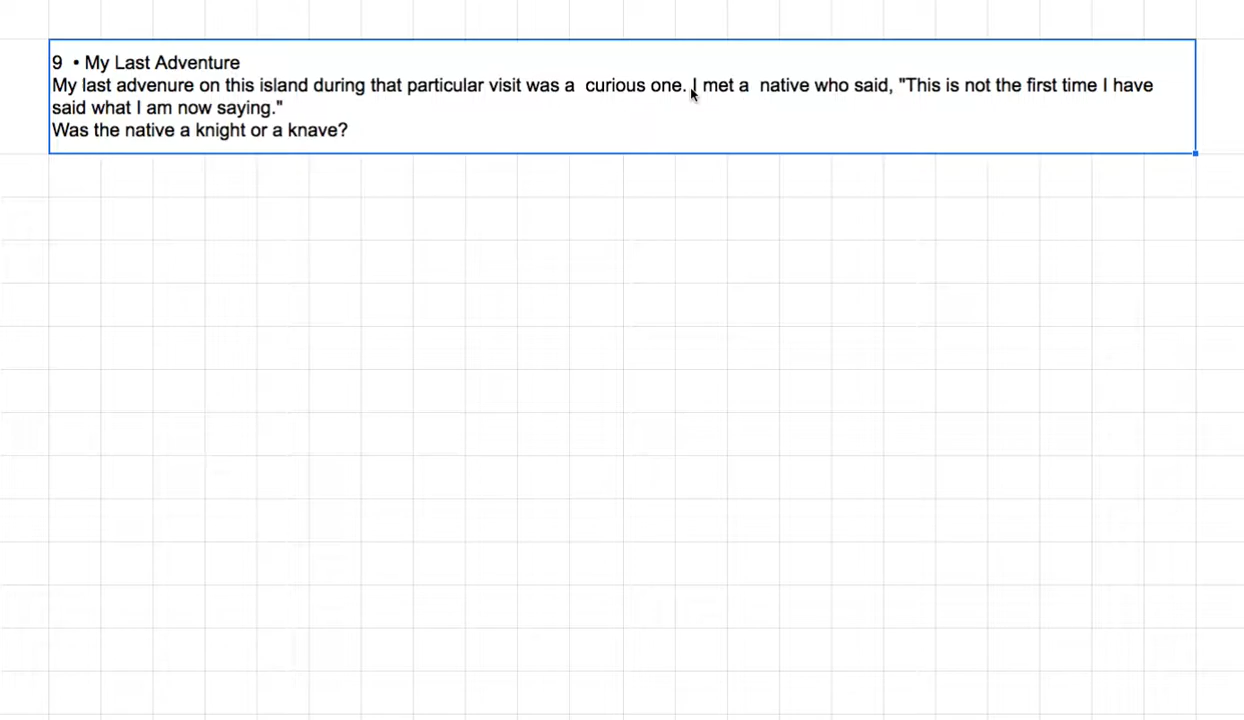 9 • My Last Adventure
My last advenure on this island during that particular visit was a curious one. I met a native who said, "This is not the first time I have
said what I am now saying."
Was the native a knight or a knave?